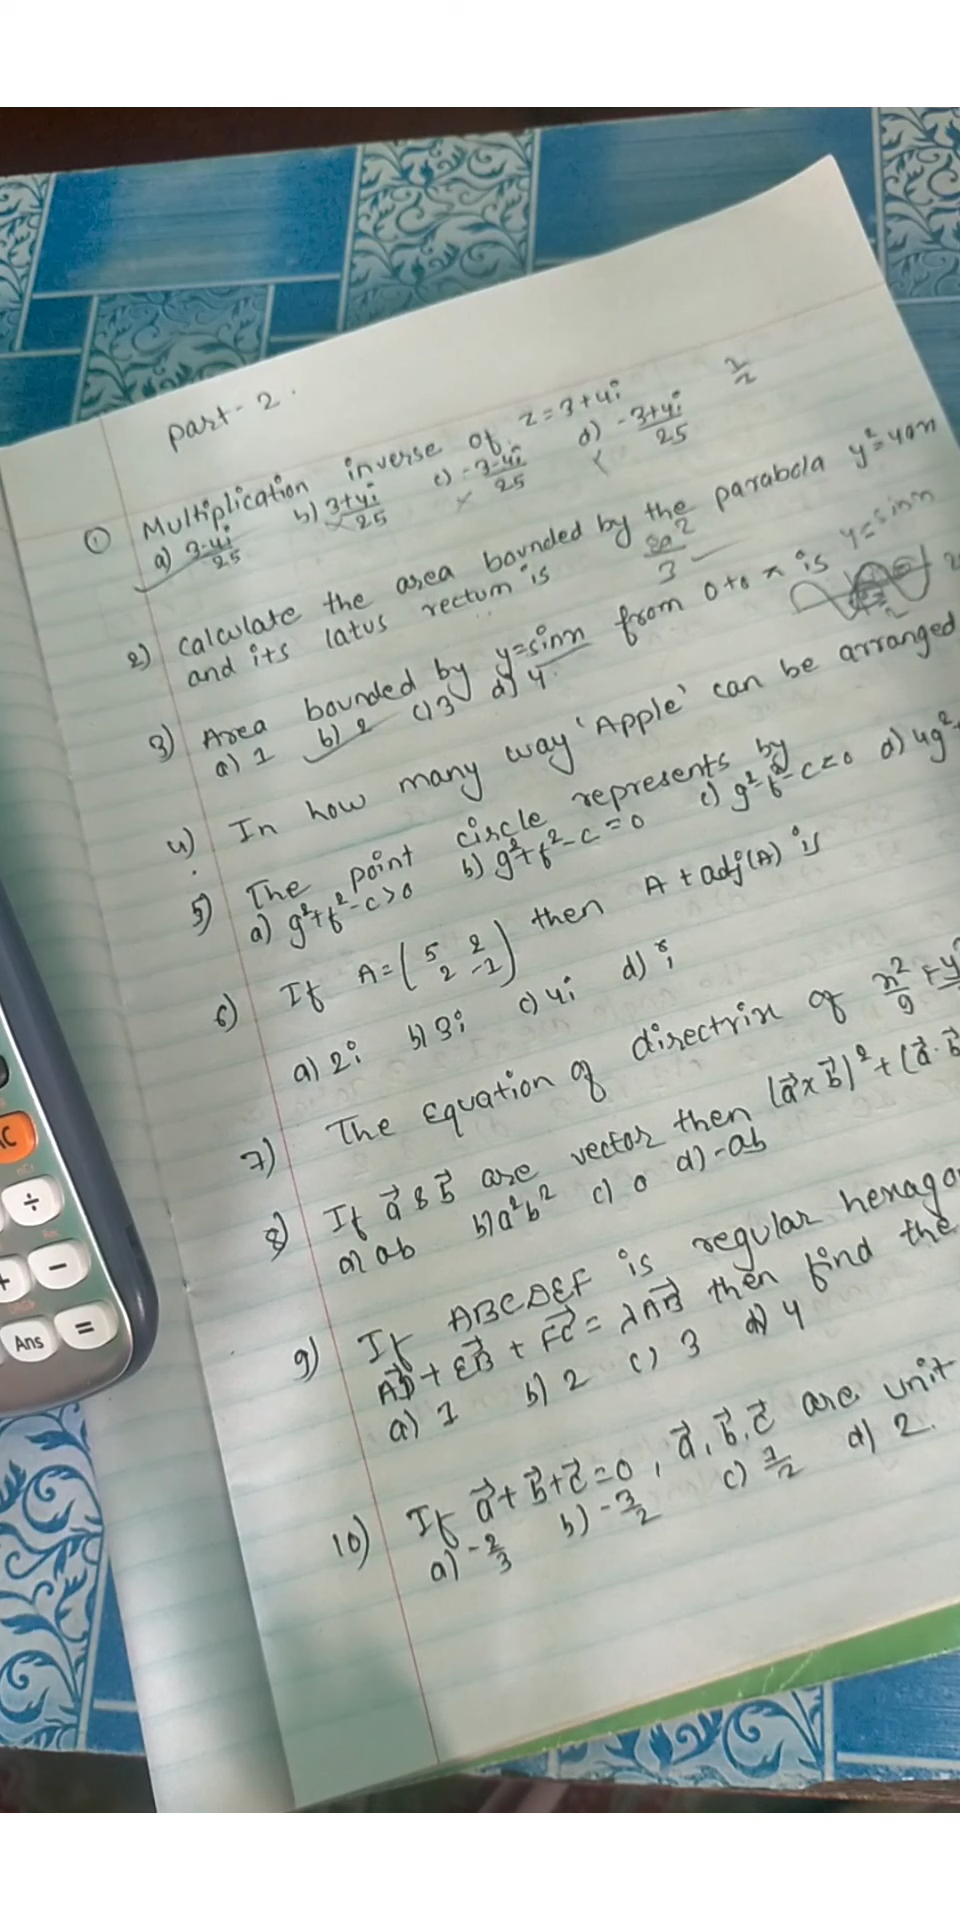 part-2.
① Multiplication inverse of z=3+4i
a) 3-4i/25 b) 3+4i/25 c) -3-4i/25 d) -3+4i/25 1/2
2) Calculate the area bounded by the parabola y²=4ax
and its latus rectum is 8a²/3
3) Area bounded by y=sinx from 0 to π is y=sinx
a) 1 b) 2 c) 3 d) 4
4) In how many way 'Apple' can be arranged
5) The point circle represents by
a) g²+f²-c>0 b) g²+f²-c=0 c) g²-f²-c=0 d) 4g²
6) If A=(5 2 2 -1) then A+adj(A) is
a) 2i b) 3i c) 4i d) i
7) The Equation of directrix of x²/9 + y²
8) If a⃗ & b⃗ are vector then (a⃗×b⃗)²+(a⃗.b⃗
a) ab b) a²b² c) 0 d) -ab
9) If ABCDEF is regular hexago
AD⃗+EB⃗+FC⃗=λAB⃗ then find the
a) 1 b) 2 c) 3 d) 4
10) If a⃗+b⃗+c⃗=0, a⃗,b⃗,c⃗ are unit
a) -2/3 b) -3/2 c) 1/2 d) 2.
AC
÷
+ −
Ans =